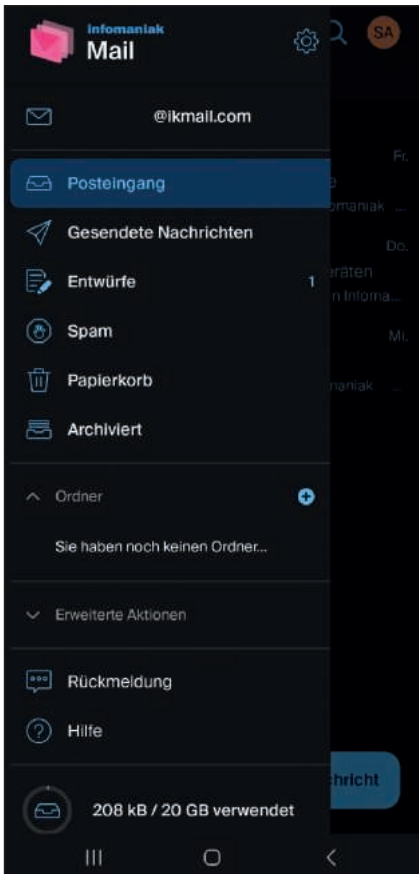 infomaniak
Mail
SA
@ikmail.com
Fr.
Posteingang
omaniak ...
Gesendete Nachrichten
Do.
räten
Entwürfe 1
n Infoma...
Spam
Mi.
Papierkorb
naniak ...
Archiviert
Ordner
Sie haben noch keinen Ordner...
Erweiterte Aktionen
Rückmeldung
Hilfe
hricht
208 kB / 20 GB verwendet